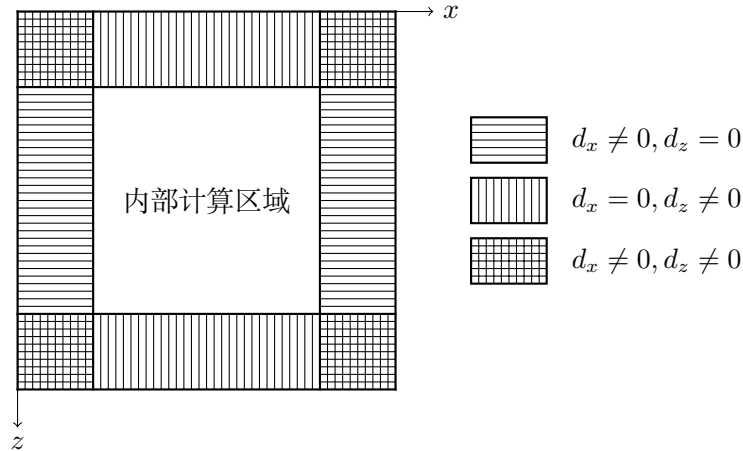 x
内部计算区域
d_x ≠ 0, d_z = 0
d_x = 0, d_z ≠ 0
d_x ≠ 0, d_z ≠ 0
z